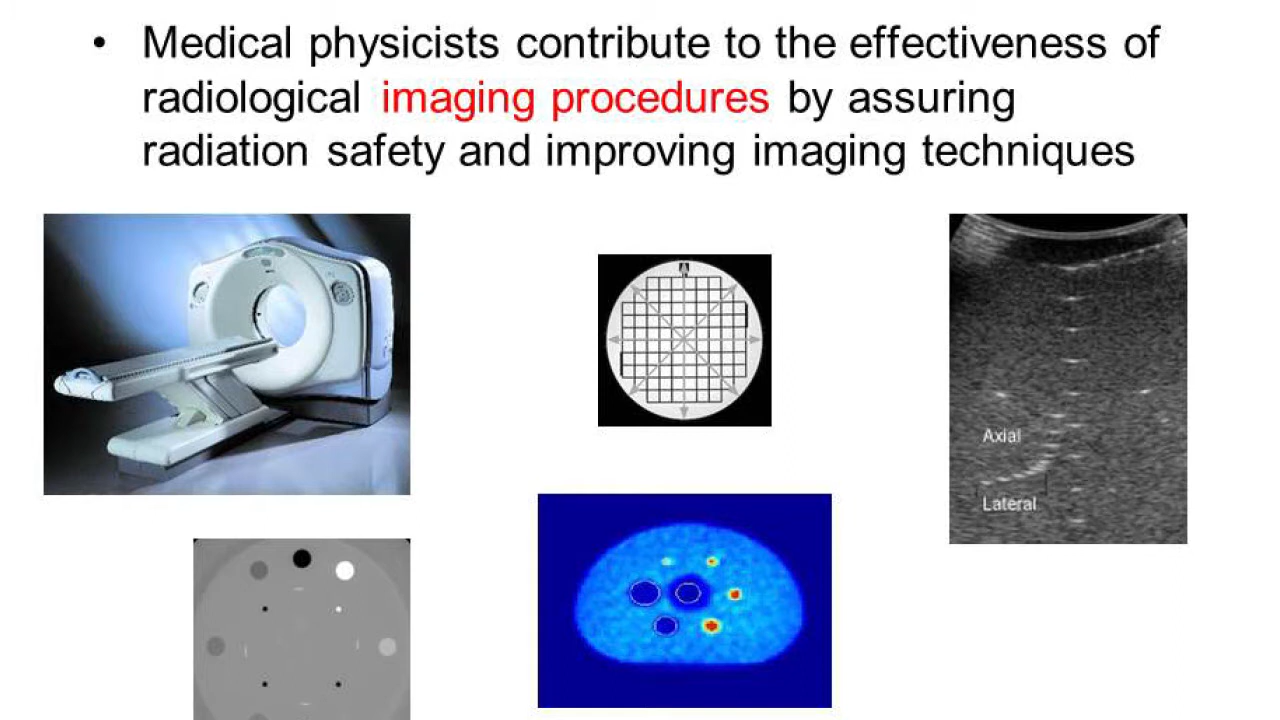 • Medical physicists contribute to the effectiveness of
radiological imaging procedures by assuring
radiation safety and improving imaging techniques
Axial
Lateral